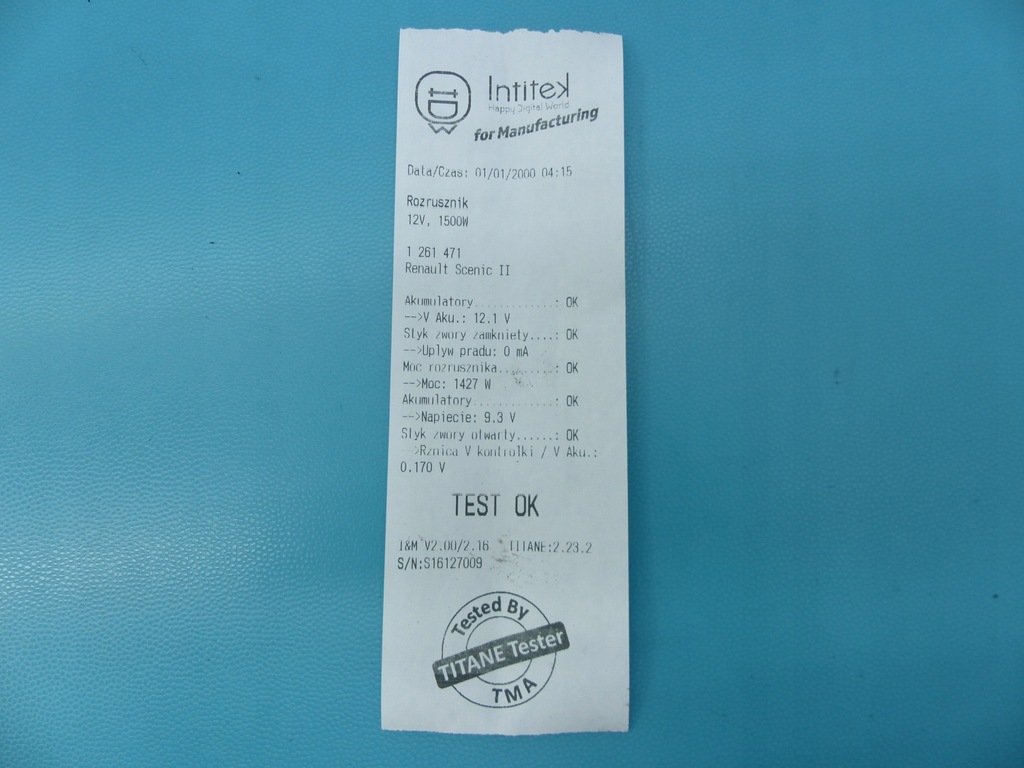 Intitek
Happy Digital World
for Manufacturing
Data/Czas: 01/01/2000 04:15
Rozrusznik
12V, 1500W
1 261 471
Renault Scenic II
Akumulatory............: OK
-->V Aku.: 12.1 V
Styk zwory zamkniety....: OK
-->Uplyw pradu: 0 mA
Moc rozrusznika.........: OK
-->Moc: 1427 W
Akumulatory............: OK
-->Napiecie: 9.3 V
Styk zwory otwarty......: OK
-->Rznica V kontrolki / V Aku.:
0.170 V
TEST OK
I&M V2.00/2.16 TITANE:2.23.2
S/N:S16127009
Tested By
TITANE Tester
TMA